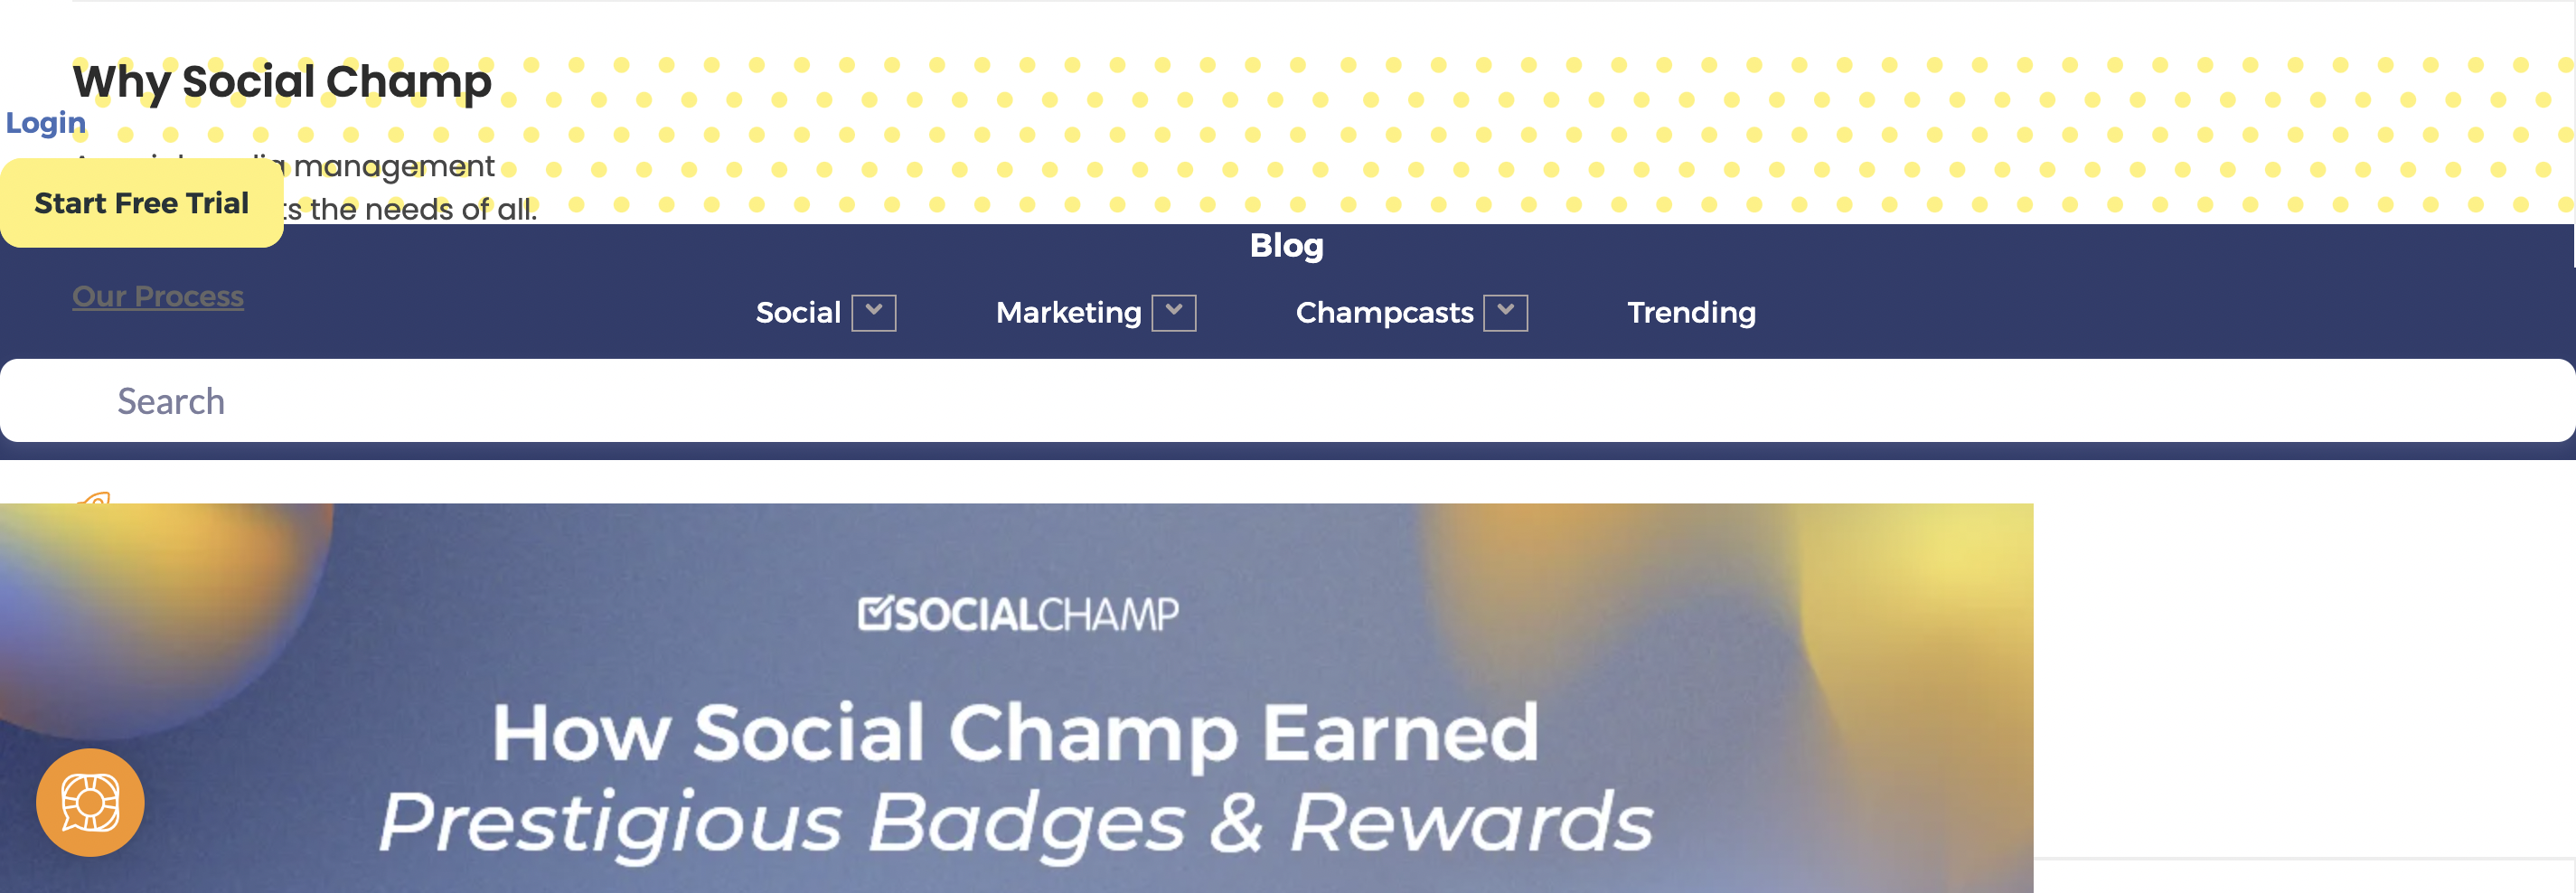 Why Social Champ
Login
management
Start Free Trial
the needs of all.
Blog
Our Process
Social
Marketing
Champcasts
Trending
Search
SOCIALCHAMP
How Social Champ Earned
Prestigious Badges & Rewards